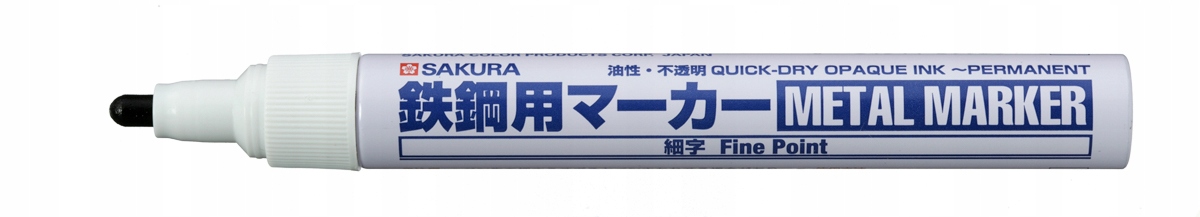 SAKURA COLOR PRODUCTS CORP. JAPAN
SAKURA 油性・不透明 QUICK-DRY OPAQUE INK ～PERMANENT
鉄鋼用マーカー METAL MARKER
細字 Fine Point